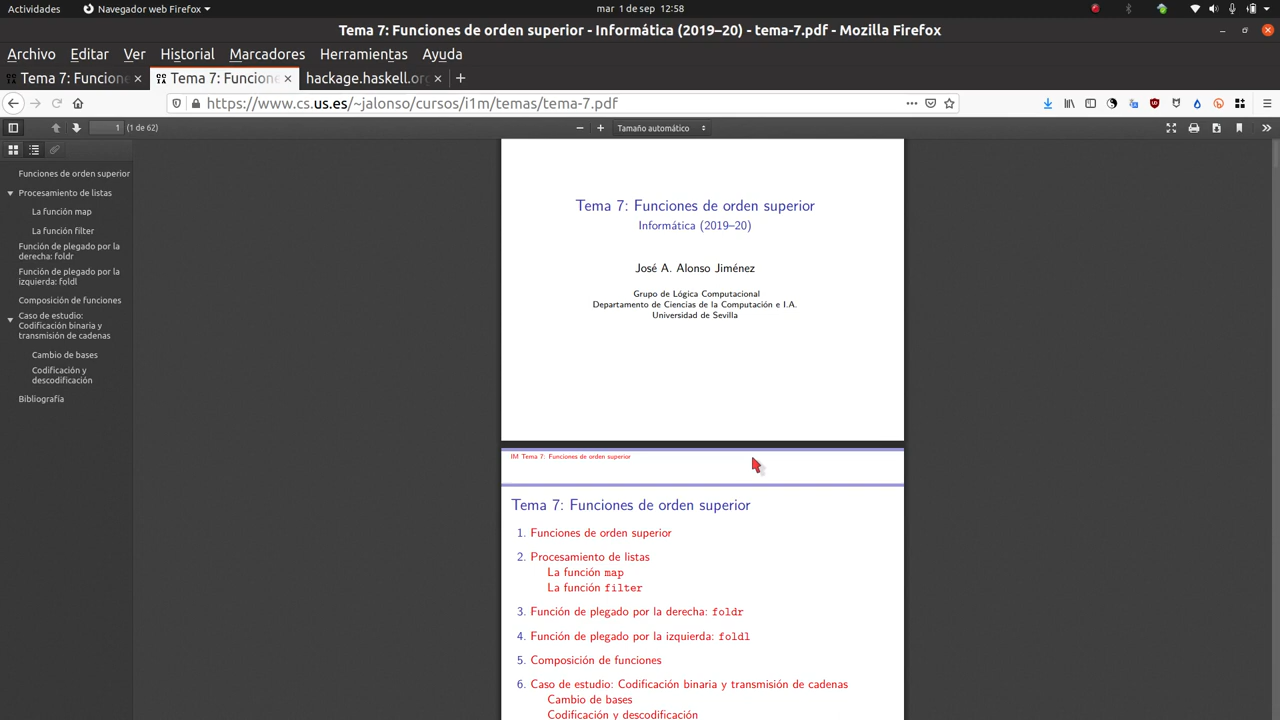 Actividades
Navegador web Firefox
mar 1 de sep 12:58
Tema 7: Funciones de orden superior - Informática (2019–20) - tema-7.pdf - Mozilla Firefox
Archivo Editar Ver Historial Marcadores Herramientas Ayuda
Tema 7: Funcione
Tema 7: Funcione
hackage.haskell.or
https://www.cs.us.es/~jalonso/cursos/i1m/temas/tema-7.pdf
1 (1 de 62)
Tamaño automático
Funciones de orden superior
Procesamiento de listas
La función map
La función filter
Función de plegado por la
derecha: foldr
Función de plegado por la
izquierda: foldl
Composición de funciones
Caso de estudio:
Codificación binaria y
transmisión de cadenas
Cambio de bases
Codificación y
descodificación
Bibliografía
Tema 7: Funciones de orden superior
Informática (2019–20)
José A. Alonso Jiménez
Grupo de Lógica Computacional
Departamento de Ciencias de la Computación e I.A.
Universidad de Sevilla
IM Tema 7: Funciones de orden superior
Tema 7: Funciones de orden superior
1. Funciones de orden superior
2. Procesamiento de listas
La función map
La función filter
3. Función de plegado por la derecha: foldr
4. Función de plegado por la izquierda: foldl
5. Composición de funciones
6. Caso de estudio: Codificación binaria y transmisión de cadenas
Cambio de bases
Codificación y descodificación